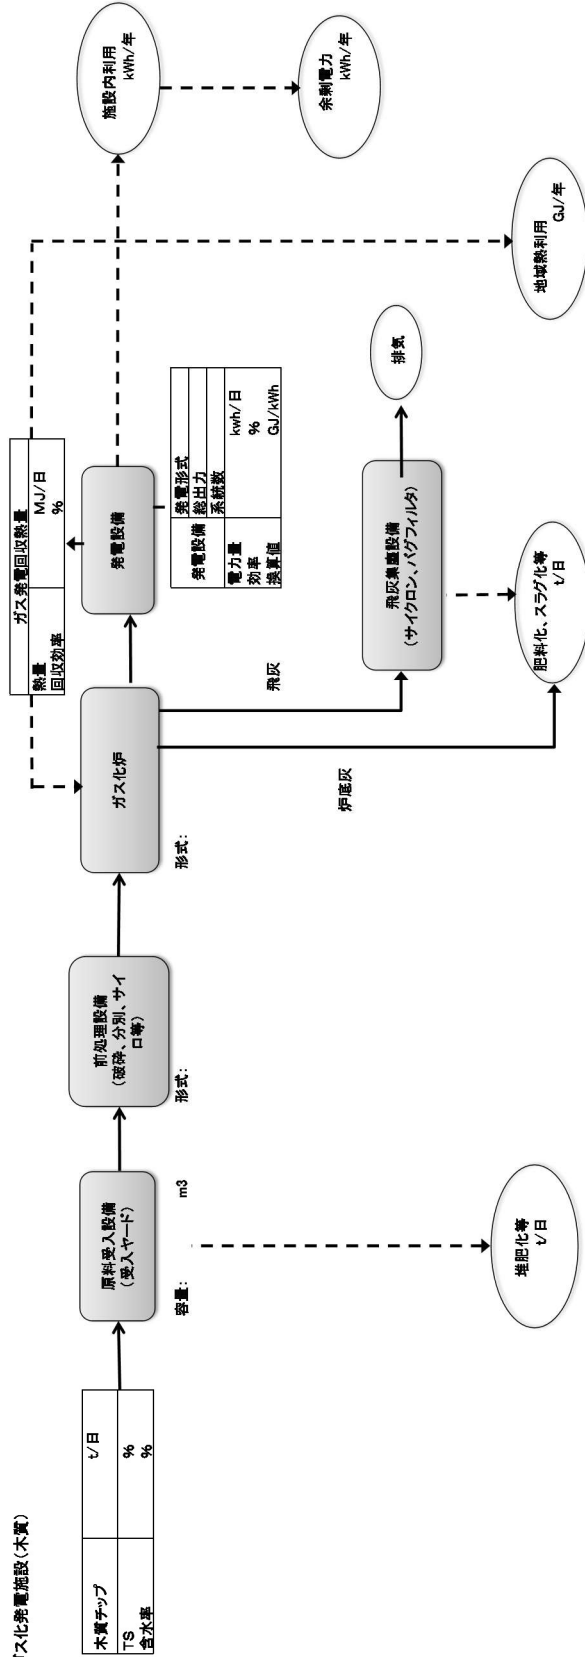 ガス化発電施設(木質)
木質チップ t/日
TS %
含水率 %
原料受入設備
(受入ヤード)
容量: m3
堆肥化等
t/日
前処理設備
(破砕、分別、サイ
ロ等)
形式:
ガス化炉
形式:
ガス発電回収熱量
熱量 MJ/日
回収効率 %
発電設備
発電設備 発電形式
総出力
系統数
電力量 kwh/日
効率 %
換算値 GJ/kWh
飛灰
炉底灰
飛灰集塵設備
(サイクロン、バグフィルタ)
排気
肥料化、スラグ化等
t/日
施設内利用
kWh/年
余剰電力
kWh/年
地域熱利用
GJ/年